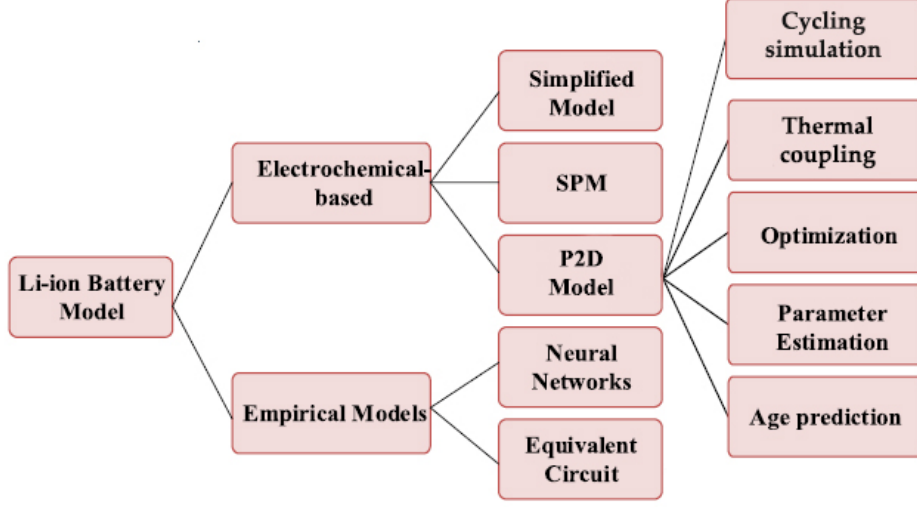 Cycling
simulation
Simplified
Model
Thermal
coupling
Electrochemical-
based
SPM
Optimization
P2D
Model
Li-ion Battery
Model
Parameter
Estimation
Neural
Networks
Empirical Models
Age prediction
Equivalent
Circuit